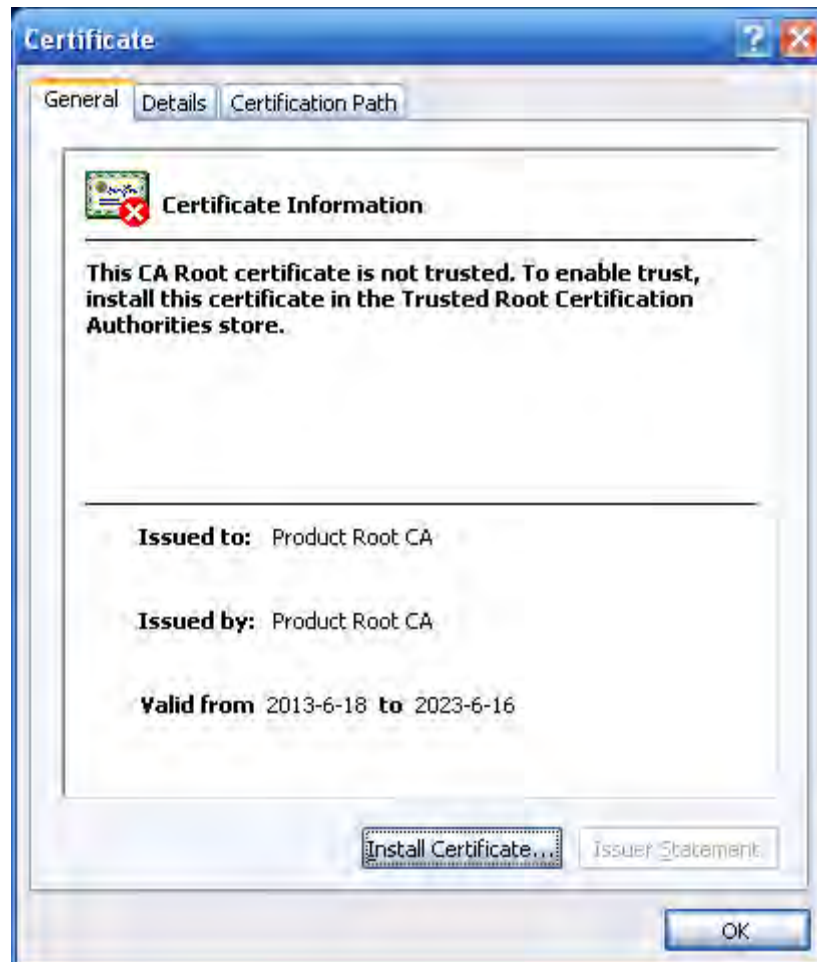 Certificate
General Details Certification Path
Certificate Information
This CA Root certificate is not trusted. To enable trust,
install this certificate in the Trusted Root Certification
Authorities store.
Issued to: Product Root CA
Issued by: Product Root CA
Valid from 2013-6-18 to 2023-6-16
Install Certificate... Issuer Statement
OK